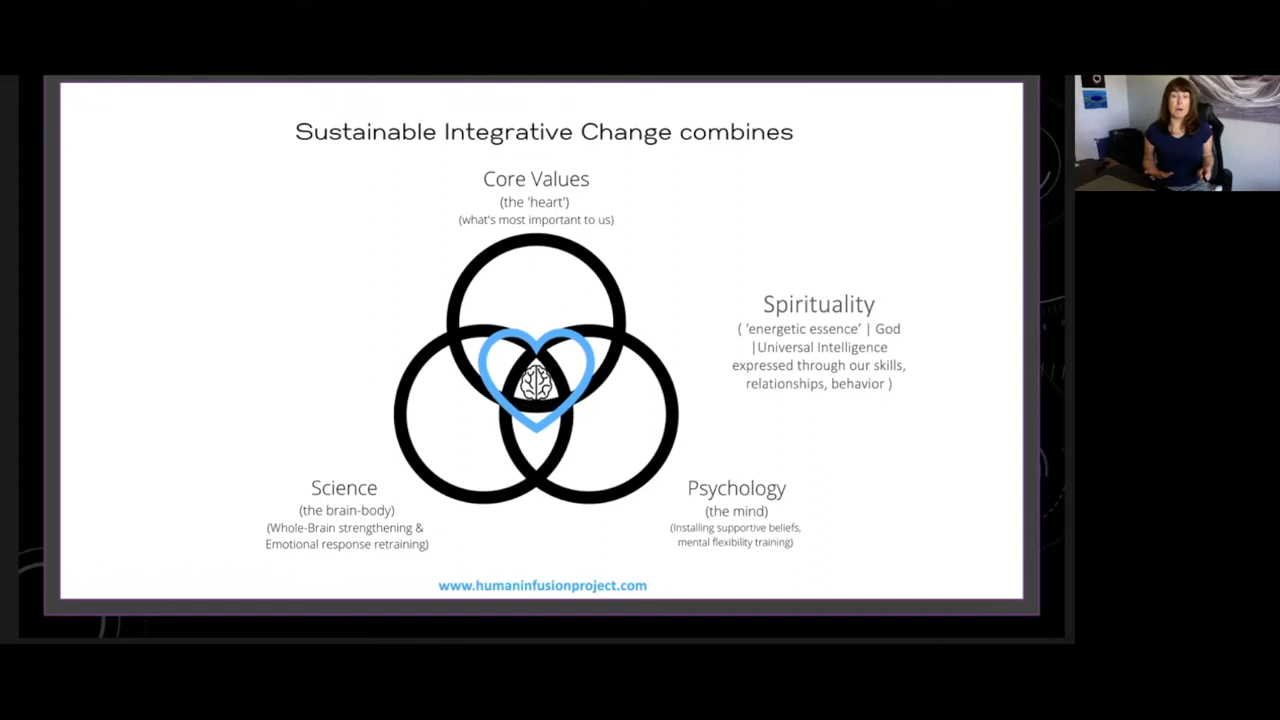 Sustainable Integrative Change combines
Core Values
(the 'heart')
(what's most important to us)
Spirituality
( ‘energetic essence’ | God
|Universal Intelligence
expressed through our skills,
relationships, behavior )
Science
(the brain-body)
(Whole-Brain strengthening &
Emotional response retraining)
Psychology
(the mind)
(Installing supportive beliefs,
mental flexibility training)
www.humaninfusionproject.com